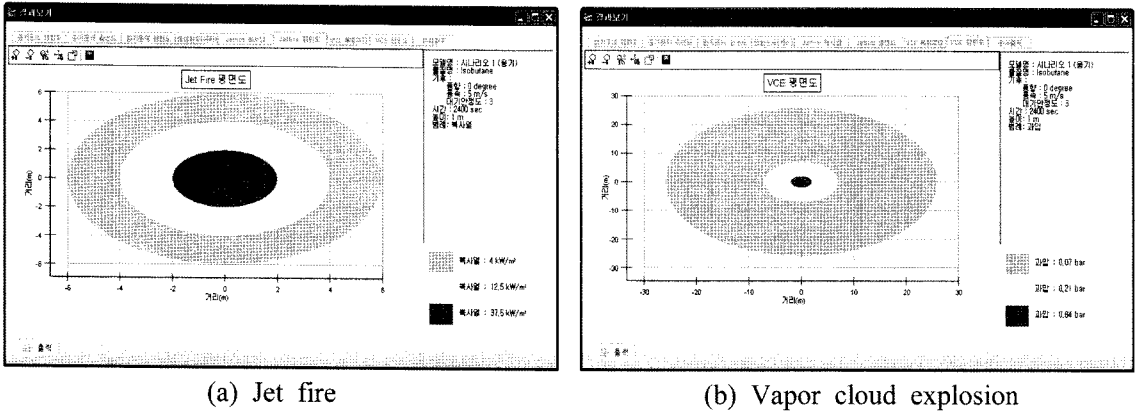 결과보기
Jet Fire 평면도
거리(m)
6
4
2
0
-2
-4
-6
-6 -4 -2 0 2 4 6
거리(m)
모델명 : 시나리오 1 (용기)
물질명 : Isobutane
기후 :
풍향 : 0 degree
풍속 : 5 m/s
대기안정도 : 3
시간 : 2400 sec
높이 : 1 m
범례 : 복사열
복사열 : 4 kW/m²
복사열 : 12,5 kW/m²
복사열 : 37,5 kW/m²
출력
(a) Jet fire
결과보기
VCE 평면도
거리(m)
30
20
10
0
-10
-20
-30
-30 -20 -10 0 10 20 30
거리(m)
모델명 : 시나리오 1 (용기)
물질명 : Isobutane
기후 :
풍향 : 0 degree
풍속 : 5 m/s
대기안정도 : 3
시간 : 2400 sec
높이 : 1 m
범례 : 과압
과압 : 0,07 bar
과압 : 0,21 bar
과압 : 0,84 bar
출력
(b) Vapor cloud explosion